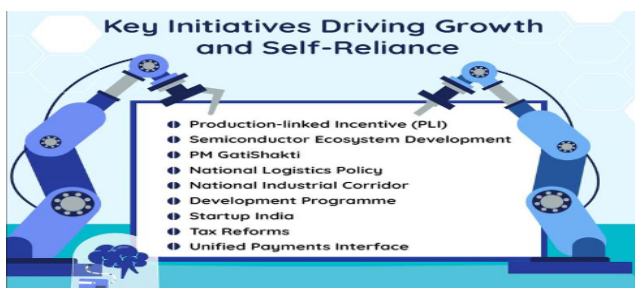 Key Initiatives Driving Growth
and Self-Reliance
Production-linked Incentive (PLI)
Semiconductor Ecosystem Development
PM GatiShakti
National Logistics Policy
National Industrial Corridor
Development Programme
Startup India
Tax Reforms
Unified Payments Interface